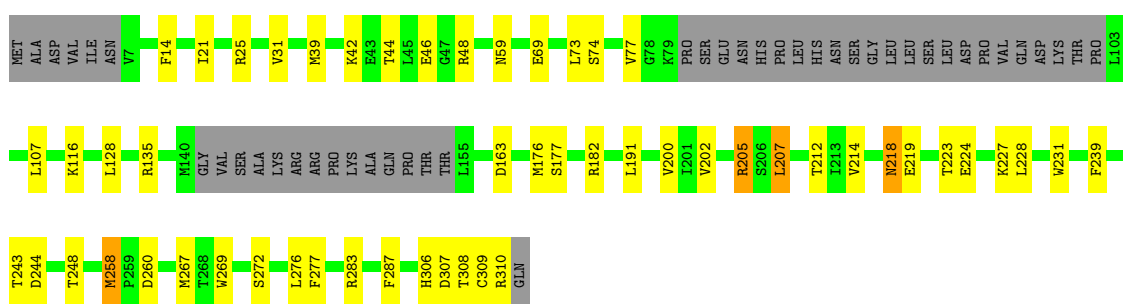 MET ALA ASP VAL ILE ASN V7 F14 I21 R25 V31 M39 K42 E43 T44 L45 E46 G47 R48 N59 E69 L73 S74 V77 G78 K79 PRO SER GLU ASN HIS PRO LEU HIS ASN SER GLY LEU LEU SER LEU ASP PRO VAL GLN ASP LYS THR PRO L103
L107 K116 L128 R135 M140 GLY VAL SER ALA LYS ARG ARG PRO LYS ALA GLN PRO THR THR L155 D163 M176 S177 R182 L191 V200 I201 V202 R205 S206 L207 T212 I213 V214 N218 E219 T223 E224 K227 L228 W231 F239
T243 D244 T248 M258 P259 D260 M267 T268 W269 S272 L276 F277 R283 F287 H306 D307 T308 C309 R310 GLN